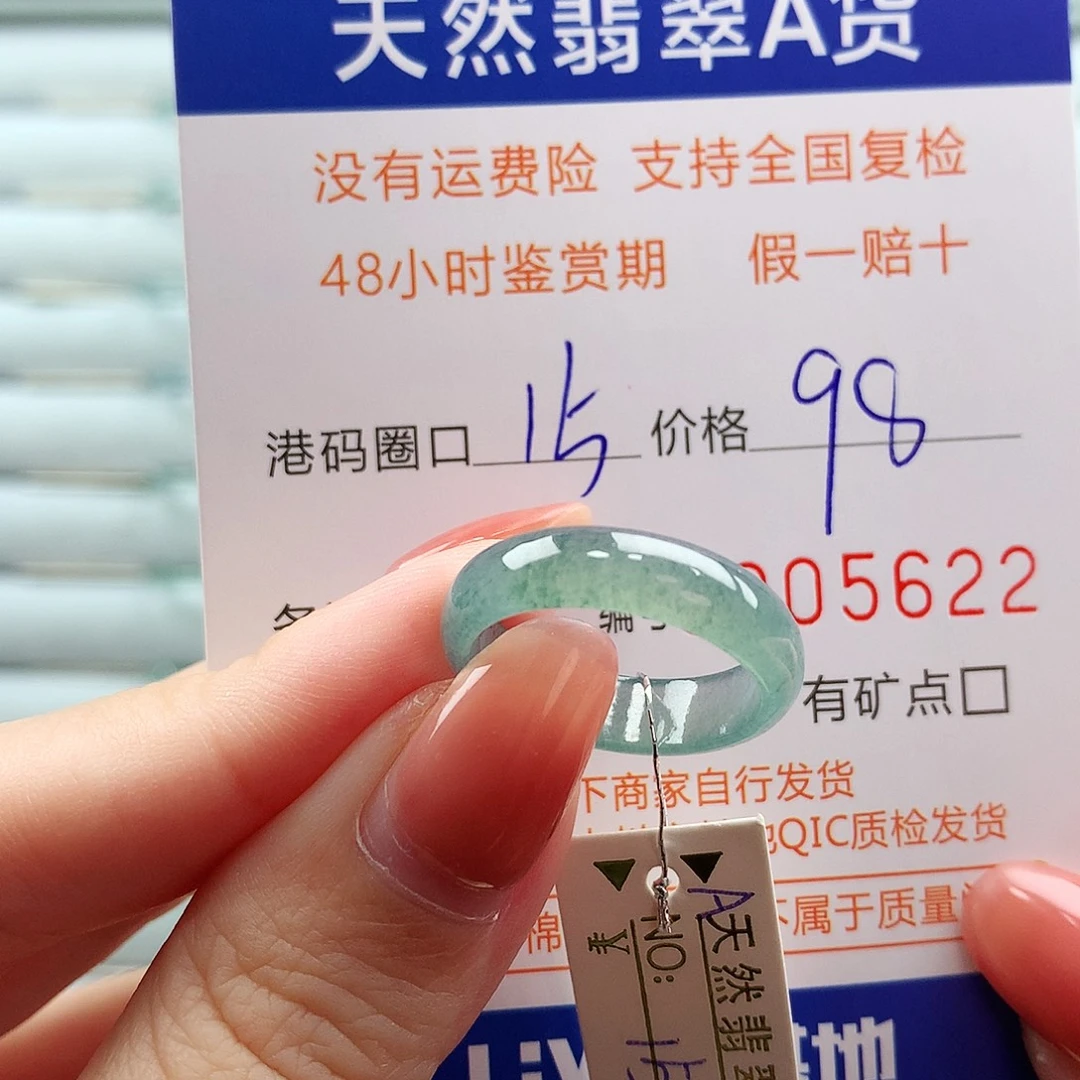 天然翡翠A货
没有运费险 支持全国复检
48小时鉴赏期 假一赔十
港码圈口 15 价格 98
05622
有矿点□
下商家自行发货
QIC质检发货
棉 不属于质量
A天然翡翠
NO:
15